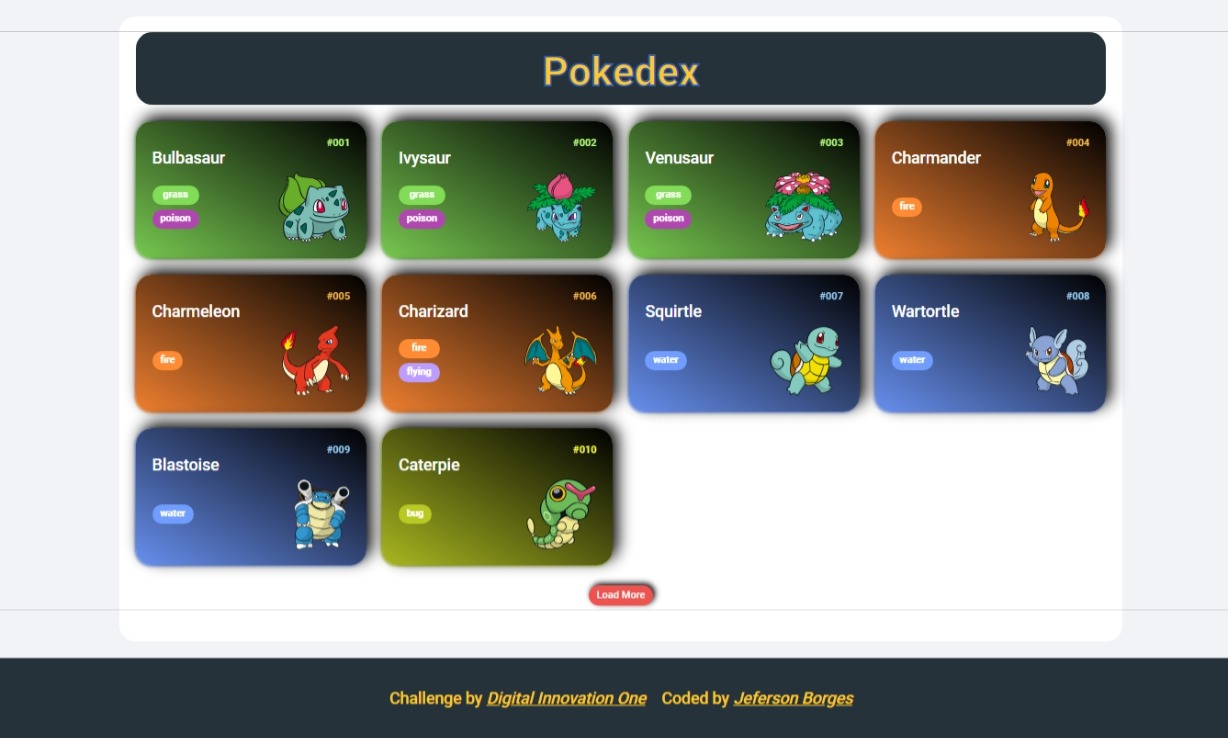 Pokedex
#001
Bulbasaur
grass
poison
#002
Ivysaur
grass
poison
#003
Venusaur
grass
poison
#004
Charmander
fire
#005
Charmeleon
fire
#006
Charizard
fire
flying
#007
Squirtle
water
#008
Wartortle
water
#009
Blastoise
water
#010
Caterpie
bug
Load More
Challenge by Digital Innovation One Coded by Jeferson Borges